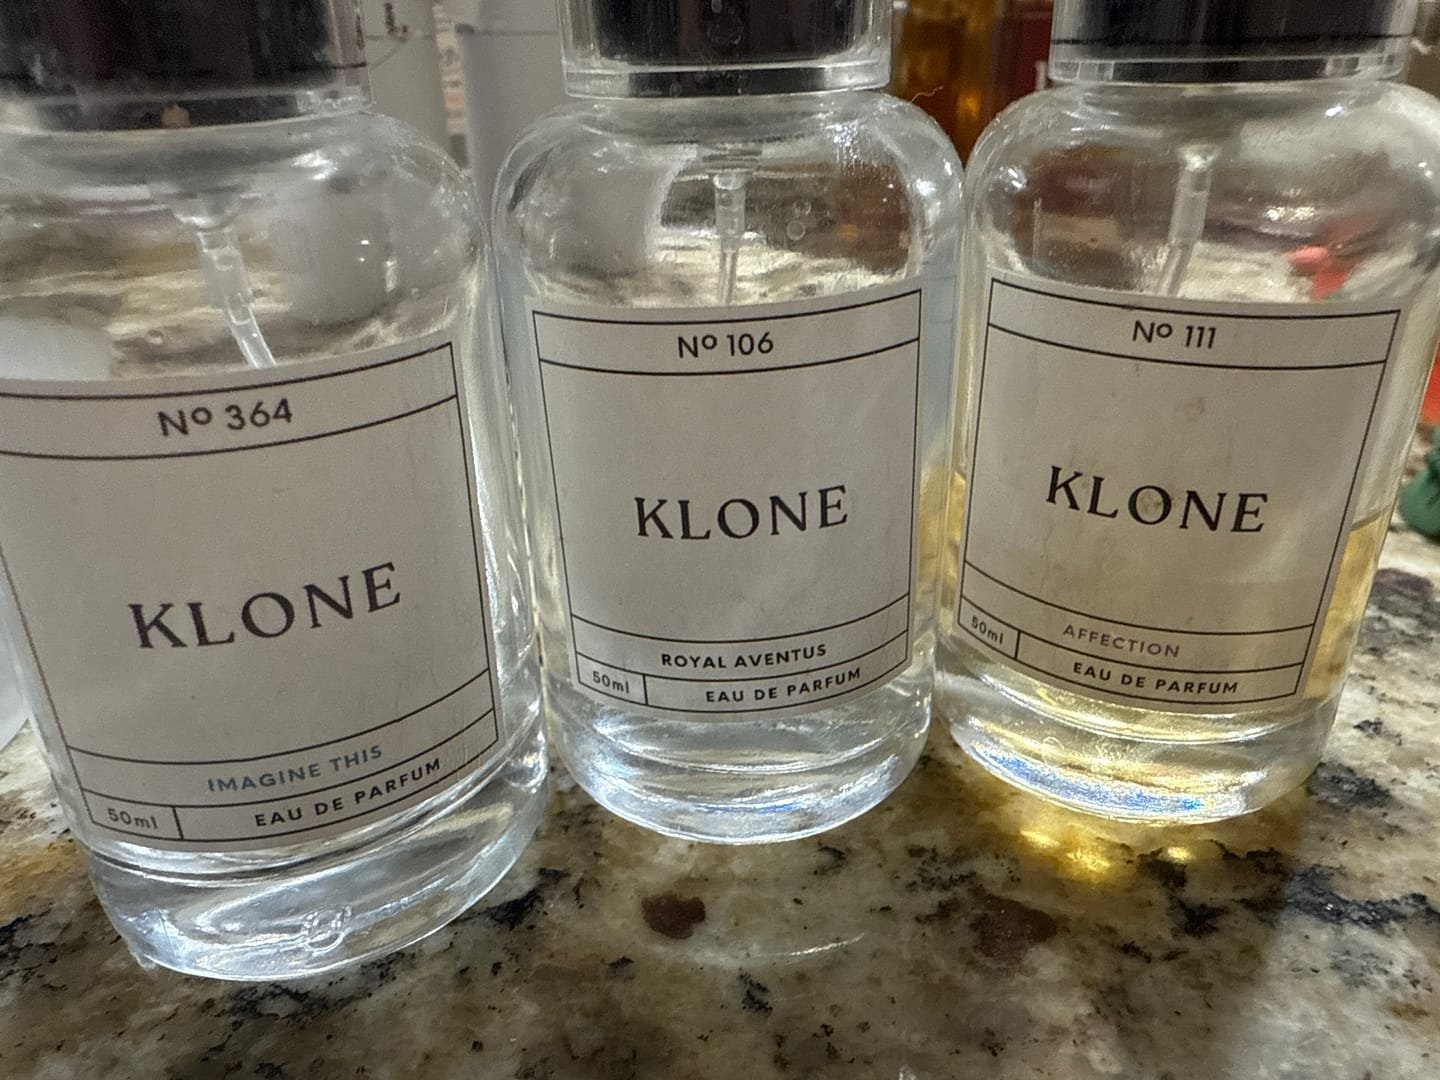 Nº 364
KLONE
IMAGINE THIS
50ml
EAU DE PARFUM
Nº 106
KLONE
ROYAL AVENTUS
50ml
EAU DE PARFUM
Nº 111
KLONE
AFFECTION
50ml
EAU DE PARFUM